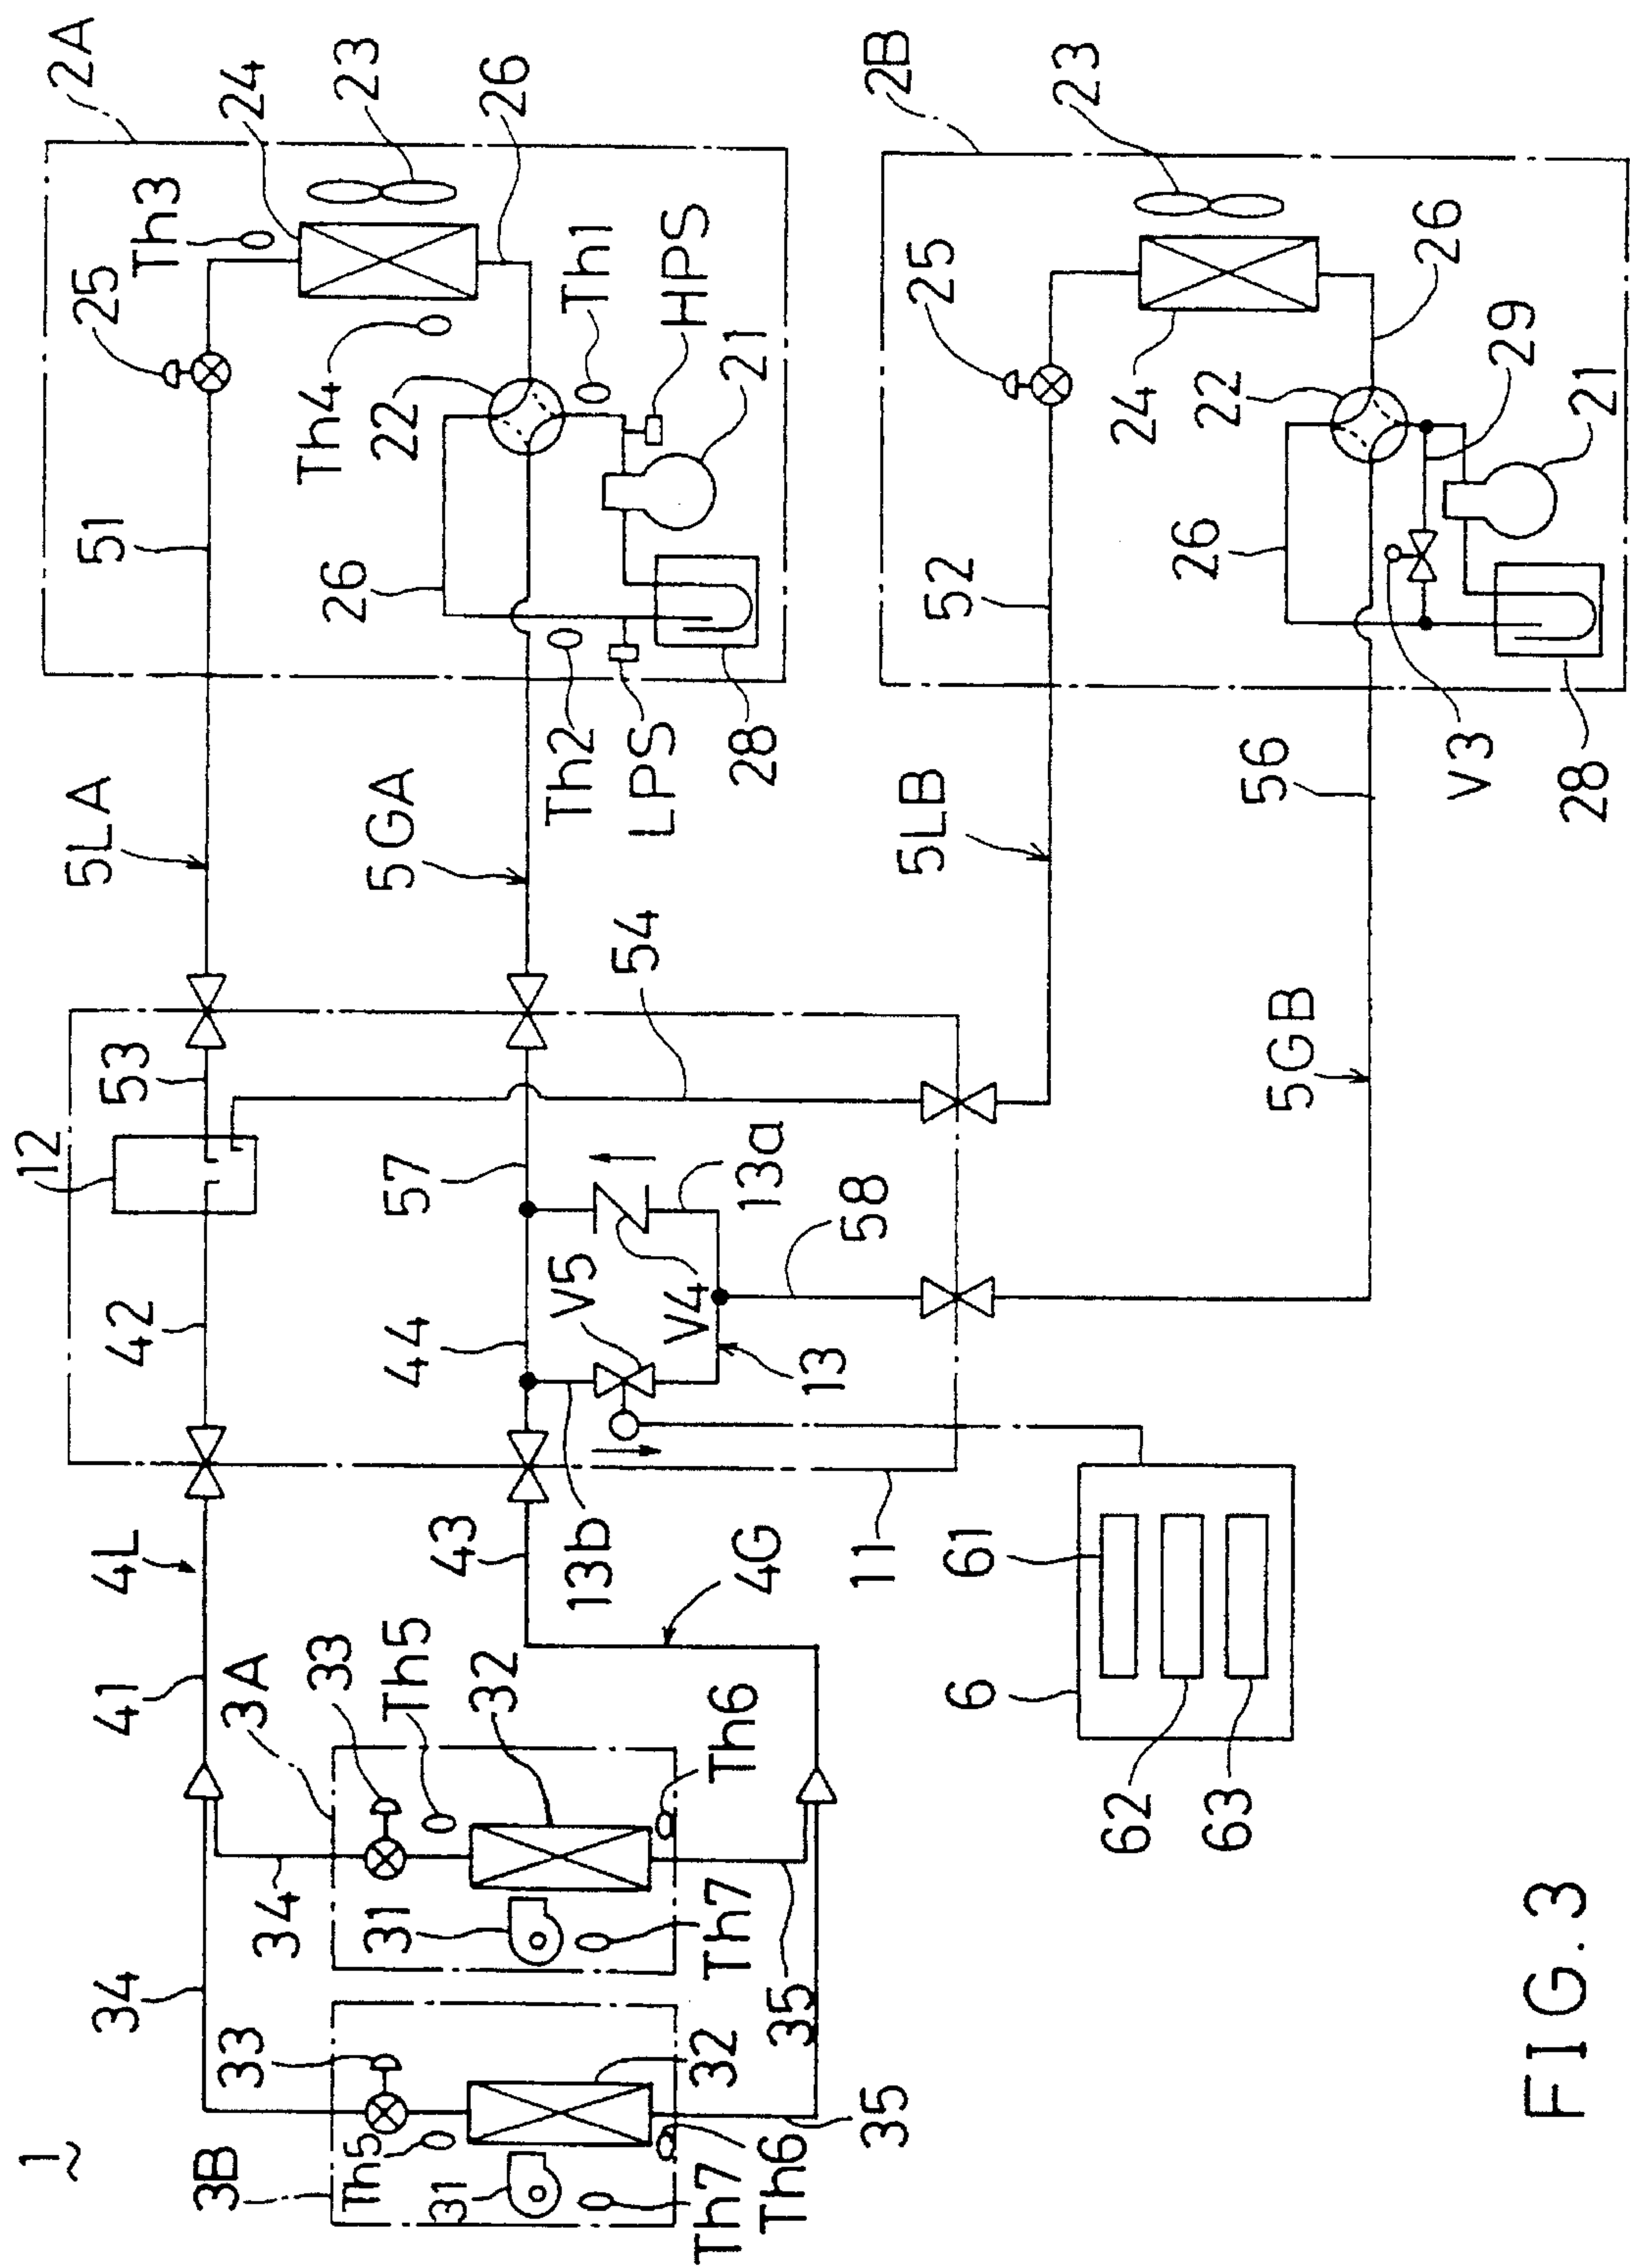 1
3B
Th5
31
Th7
Th6
33
32
35
34
34
31
Th7
35
3A
33
Th5
32
Th6
41
4L
43
4G
13b
11
6
61
62
63
12
53
42
44
57
V5
V4
13
13a
58
54
5LA
5GA
5LB
5GB
51
25
Th3
24
23
26
2A
Th4
22
Th1
HPS
21
26
Th2
LPS
28
52
25
24
23
2B
22
26
29
21
26
56
V3
28
FIG. 3